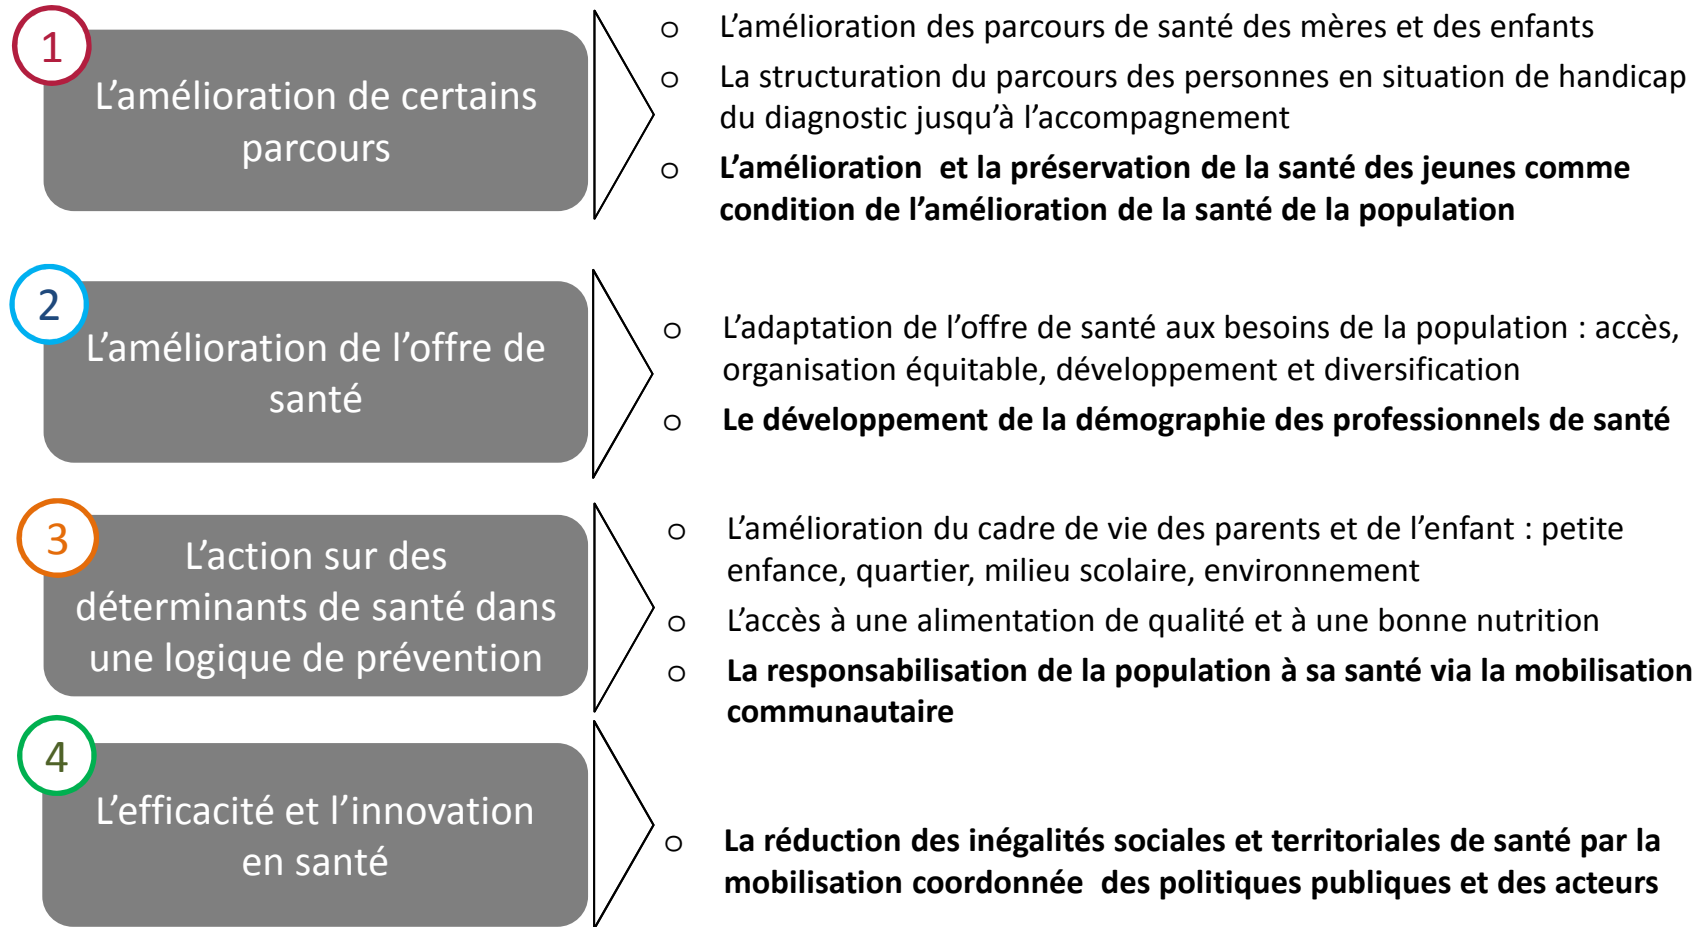 1
L’amélioration de certains
parcours
o L’amélioration des parcours de santé des mères et des enfants
o La structuration du parcours des personnes en situation de handicap
du diagnostic jusqu’à l’accompagnement
o L’amélioration et la préservation de la santé des jeunes comme
condition de l’amélioration de la santé de la population
2
L’amélioration de l’offre de
santé
o L’adaptation de l’offre de santé aux besoins de la population : accès,
organisation équitable, développement et diversification
o Le développement de la démographie des professionnels de santé
3
L’action sur des
déterminants de santé dans
une logique de prévention
o L’amélioration du cadre de vie des parents et de l’enfant : petite
enfance, quartier, milieu scolaire, environnement
o L’accès à une alimentation de qualité et à une bonne nutrition
o La responsabilisation de la population à sa santé via la mobilisation
communautaire
4
L’efficacité et l’innovation
en santé
o La réduction des inégalités sociales et territoriales de santé par la
mobilisation coordonnée des politiques publiques et des acteurs